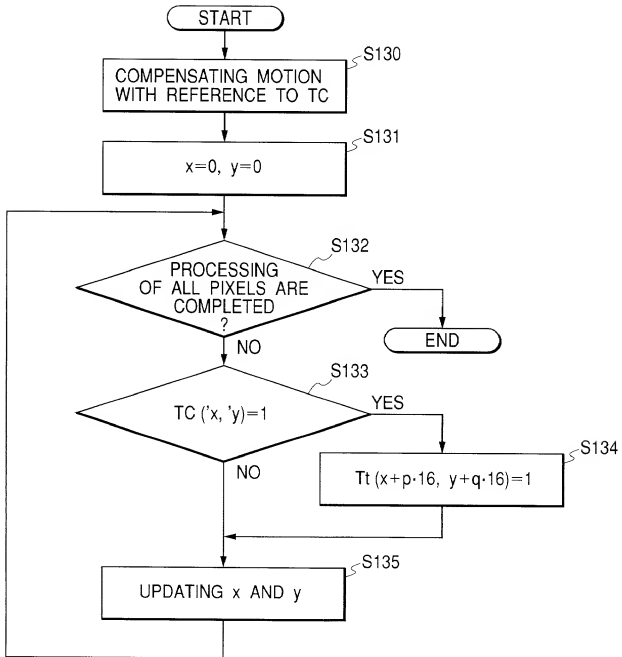 START
S130
COMPENSATING MOTION
WITH REFERENCE TO TC
S131
x=0, y=0
S132
PROCESSING
OF ALL PIXELS ARE
COMPLETED
?
YES
END
NO
S133
TC ('x, 'y)=1
YES
NO
S134
Tt (x+p·16, y+q·16)=1
S135
UPDATING x AND y